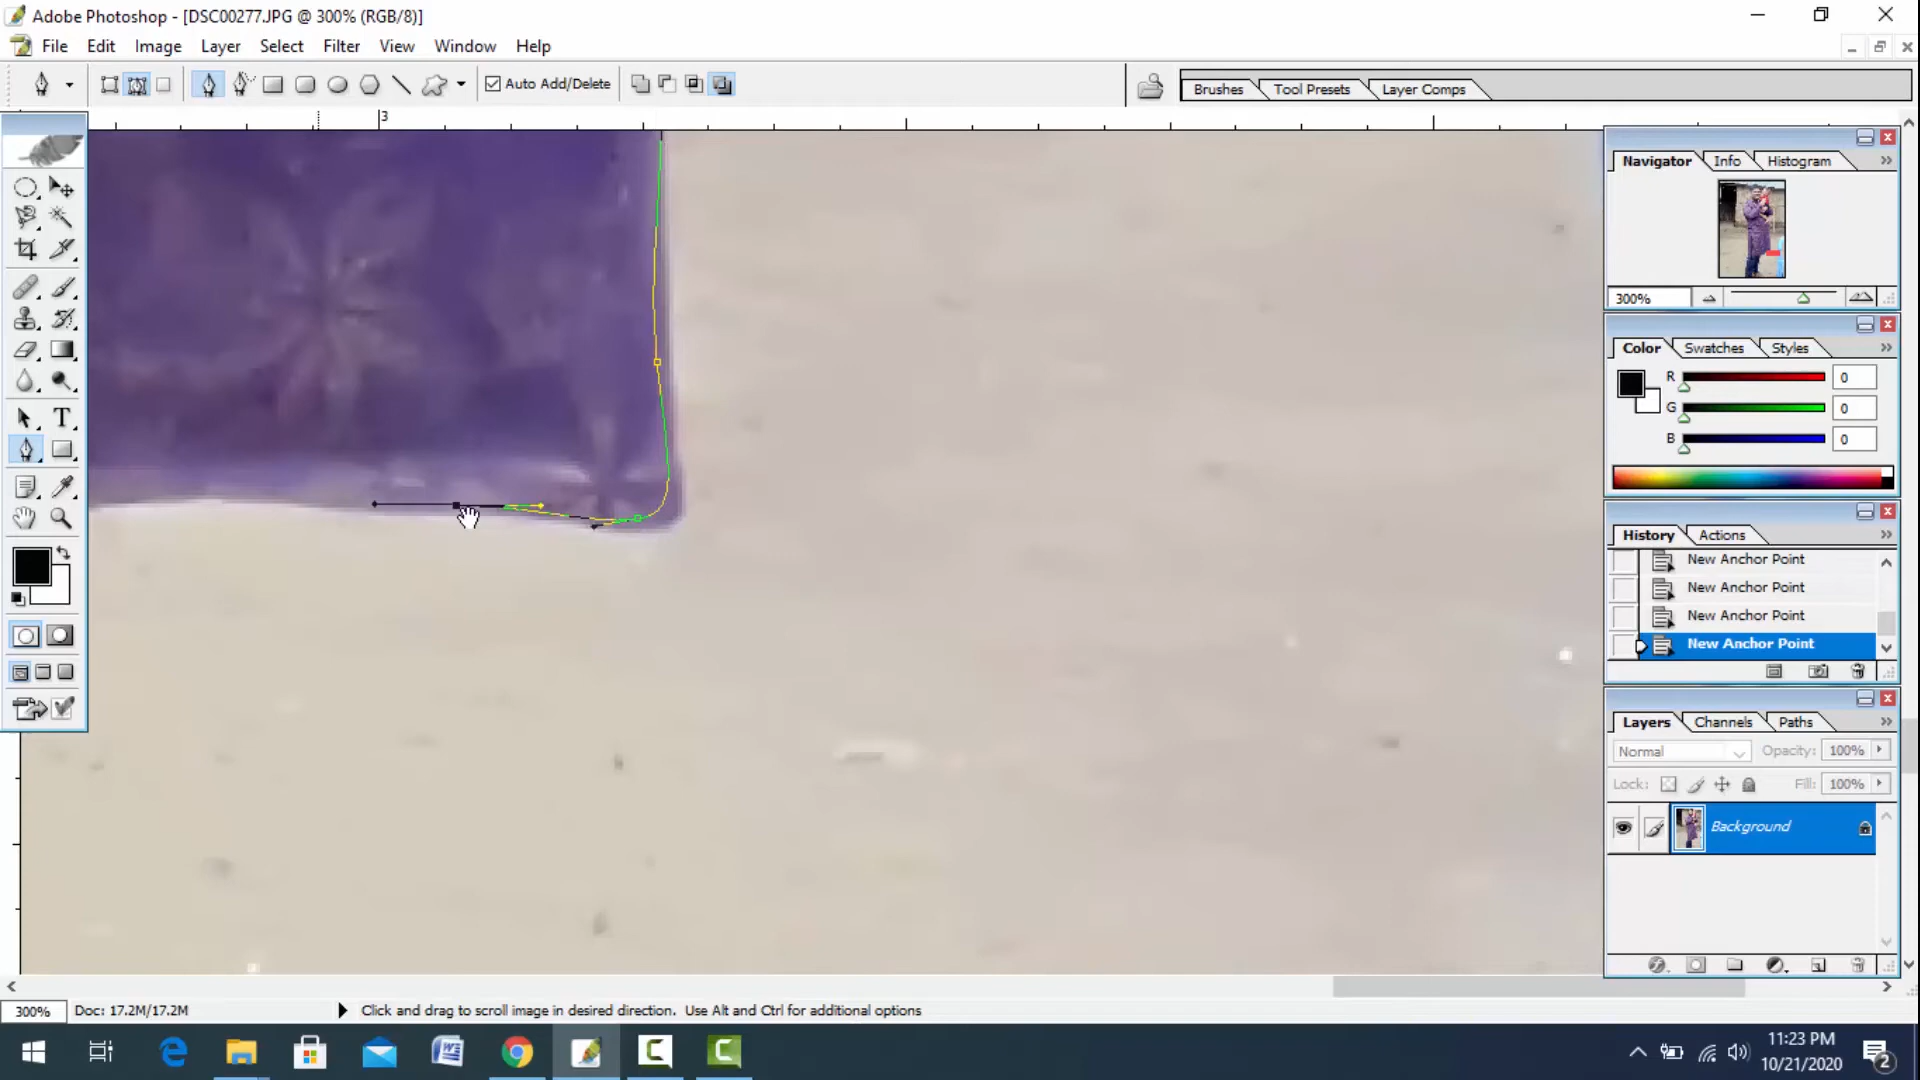 Adobe Photoshop - [DSC00277.JPG @ 300% (RGB/8)]
File Edit Image Layer Select Filter View Window Help
Auto Add/Delete
Brushes Tool Presets Layer Comps
3
Navigator Info Histogram
300%
Color Swatches Styles
R 0
G 0
B 0
T
History Actions
New Anchor Point
New Anchor Point
New Anchor Point
New Anchor Point
Layers Channels Paths
Normal Opacity: 100%
Lock: Fill: 100%
Background
300% Doc: 17.2M/17.2M Click and drag to scroll image in desired direction. Use Alt and Ctrl for additional options
11:23 PM
10/21/2020
2